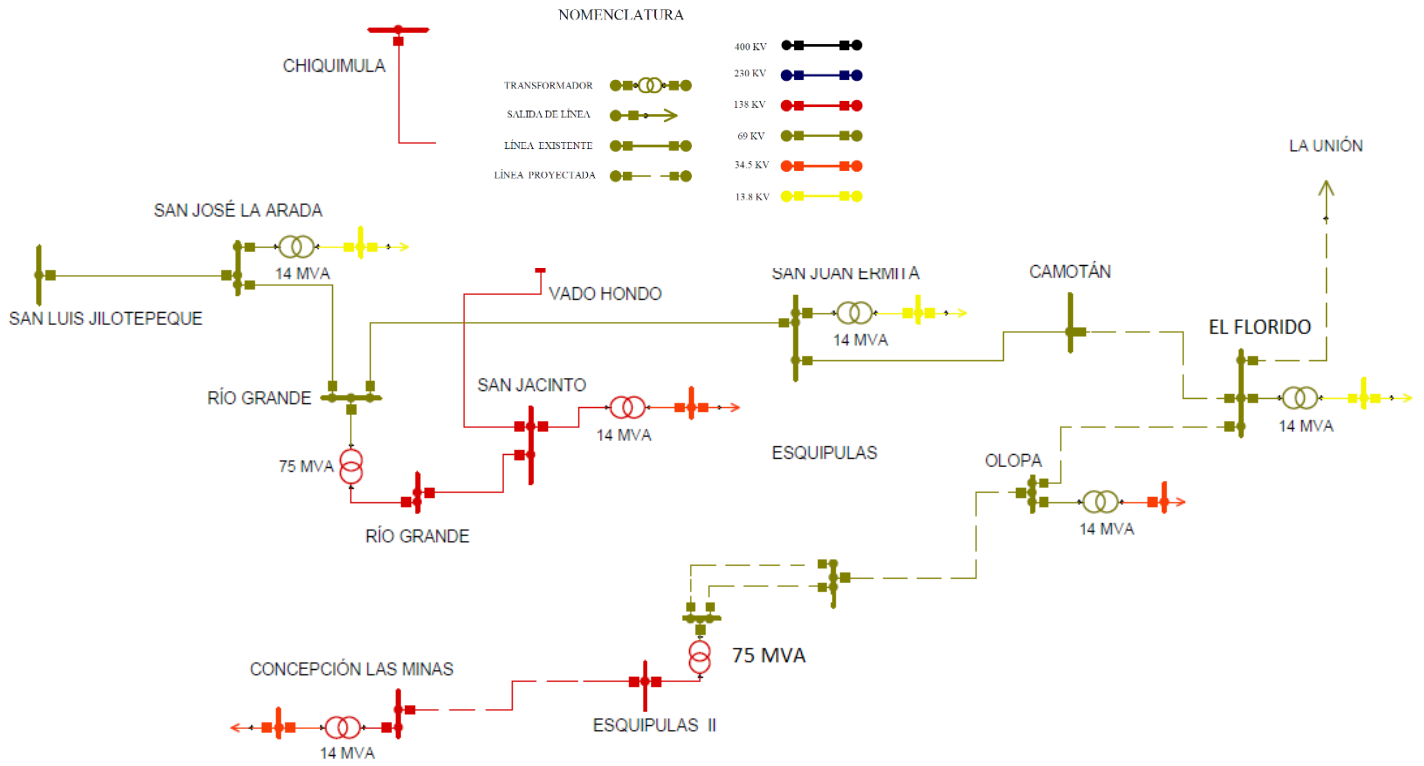 NOMENCLATURA
CHIQUIMULA
TRANSFORMADOR
SALIDA DE LÍNEA
LÍNEA EXISTENTE
LÍNEA PROYECTADA
400 KV
230 KV
138 KV
69 KV
34.5 KV
13.8 KV
LA UNIÓN
SAN JOSÉ LA ARADA
14 MVA
SAN LUIS JILOTEPEQUE
VADO HONDO
SAN JUAN ERMITA
14 MVA
CAMOTÁN
EL FLORIDO
14 MVA
RÍO GRANDE
SAN JACINTO
14 MVA
75 MVA
RÍO GRANDE
ESQUIPULAS
OLOPA
14 MVA
75 MVA
CONCEPCIÓN LAS MINAS
14 MVA
ESQUIPULAS II